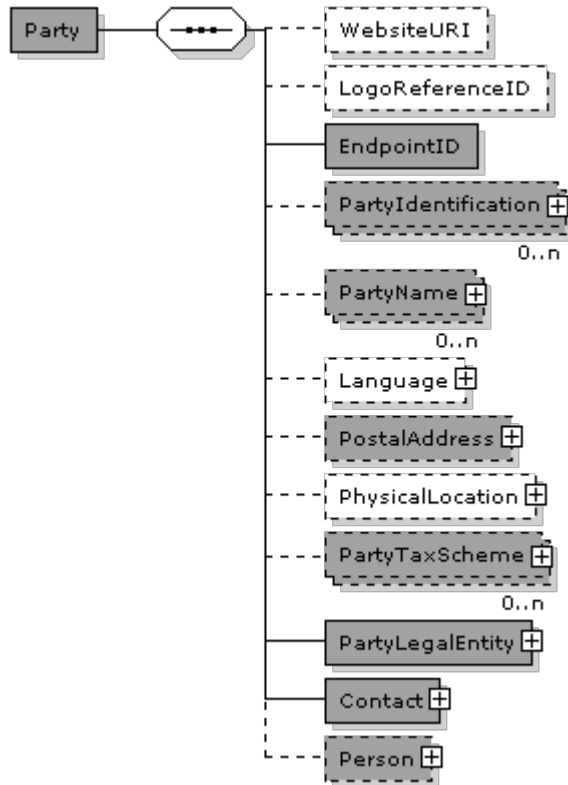 Party
WebsiteURI
LogoReferenceID
EndpointID
PartyIdentification
0..n
PartyName
0..n
Language
PostalAddress
PhysicalLocation
PartyTaxScheme
0..n
PartyLegalEntity
Contact
Person